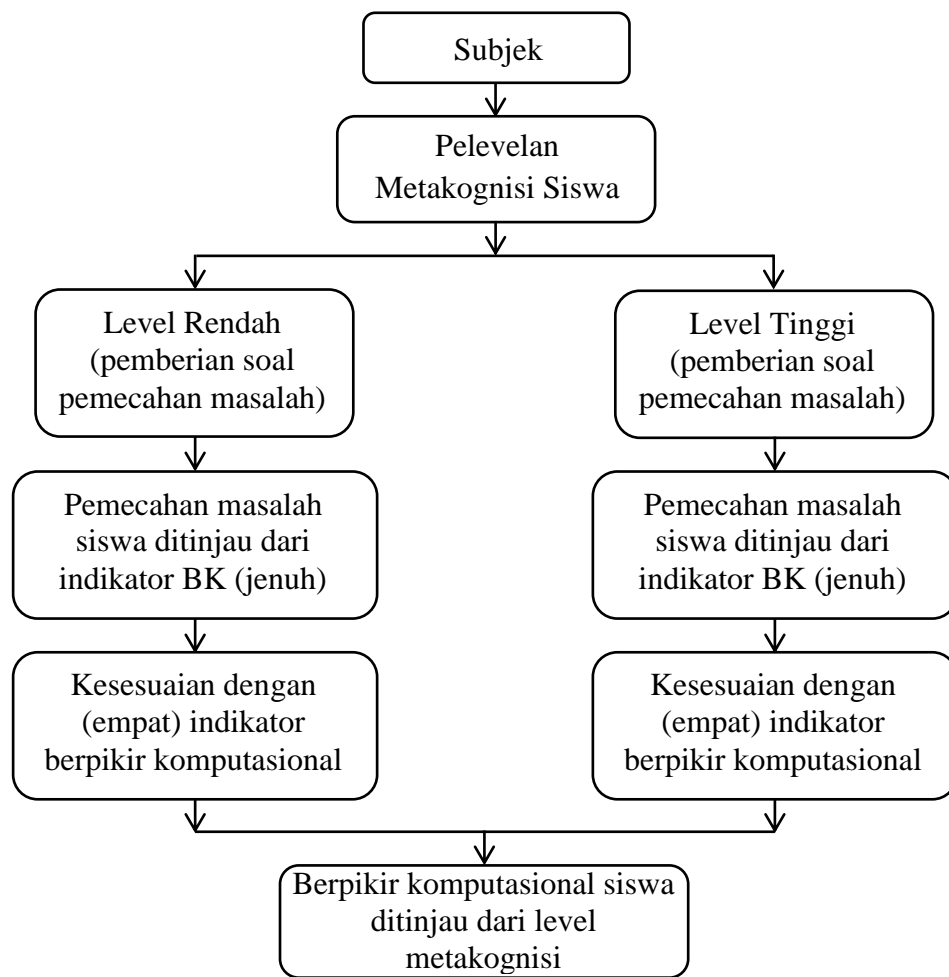 Subjek
Pelevelan
Metakognisi Siswa
Level Rendah
(pemberian soal
pemecahan masalah)
Level Tinggi
(pemberian soal
pemecahan masalah)
Pemecahan masalah
siswa ditinjau dari
indikator BK (jenuh)
Pemecahan masalah
siswa ditinjau dari
indikator BK (jenuh)
Kesesuaian dengan
(empat) indikator
berpikir komputasional
Kesesuaian dengan
(empat) indikator
berpikir komputasional
Berpikir komputasional siswa
ditinjau dari level
metakognisi